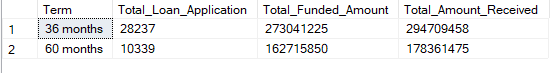 Term Total_Loan_Application Total_Funded_Amount Total_Amount_Received
1 36 months 28237 273041225 294709458
2 60 months 10339 162715850 178361475